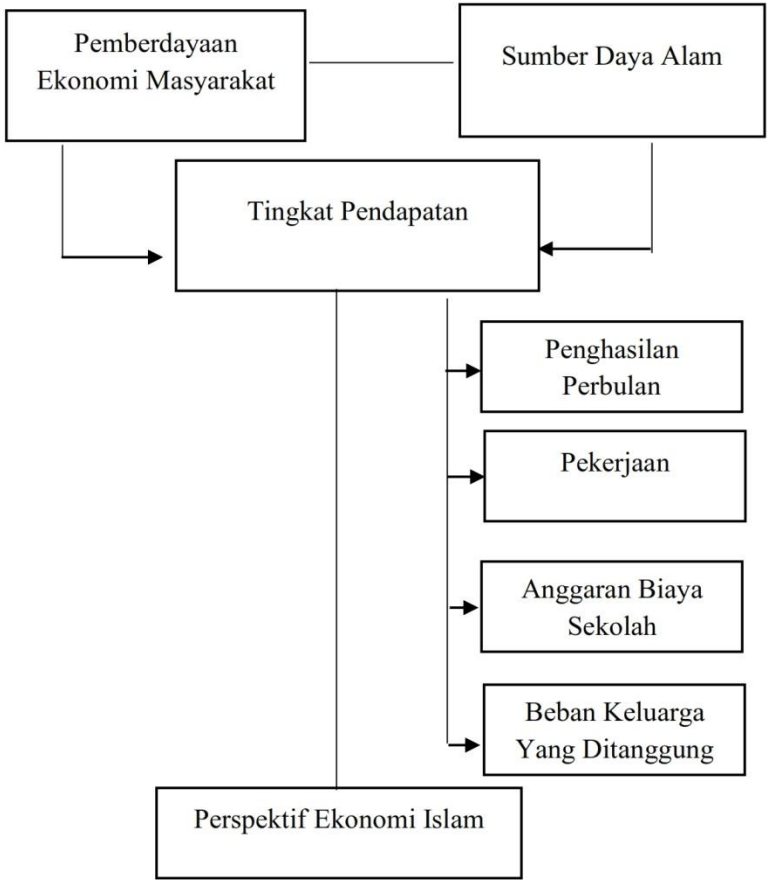 Pemberdayaan
Ekonomi Masyarakat
Sumber Daya Alam
Tingkat Pendapatan
Penghasilan
Perbulan
Pekerjaan
Anggaran Biaya
Sekolah
Beban Keluarga
Yang Ditanggung
Perspektif Ekonomi Islam